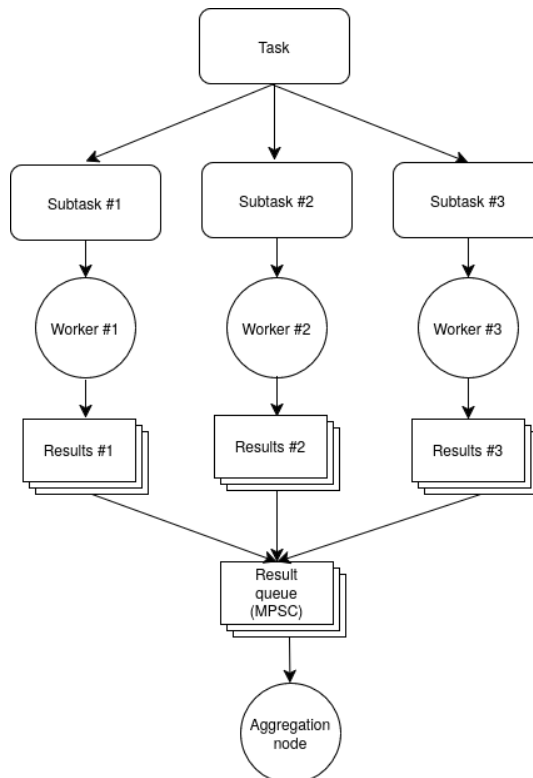 Task
Subtask #1
Subtask #2
Subtask #3
Worker #1
Worker #2
Worker #3
Results #1
Results #2
Results #3
Result
queue
(MPSC)
Aggregation
node